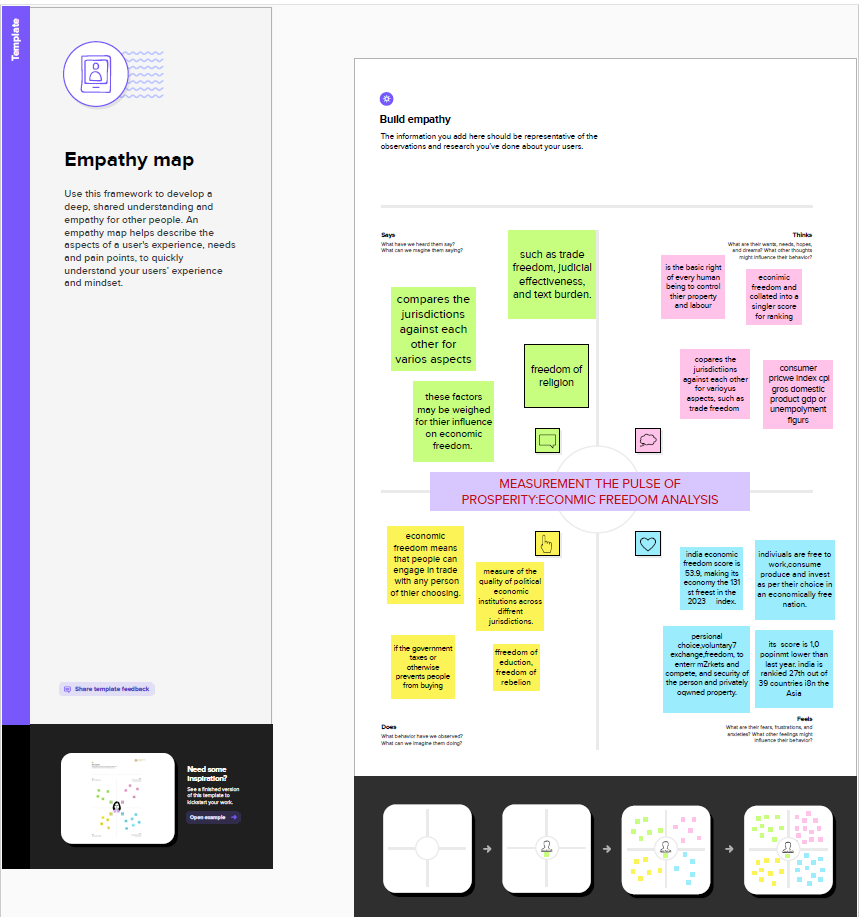 Template
Empathy map
Use this framework to develop a
deep, shared understanding and
empathy for other people. An
empathy map helps describe the
aspects of a user's experience, needs
and pain points, to quickly
understand your users' experience
and mindset.
Share template feedback
Need some
inspiration?
See a finished version
of this template to
kickstart your work.
Open example
Build empathy
The information you add here should be representative of the
observations and research you've done about your users.
Says
What have we heard them say?
What can we imagine them saying?
such as trade
freedom, judicial
effectiveness,
and text burden.
compares the
jurisdictions
against each
other for
varios aspects
freedom of
religion
these factors
may be weighed
for thier influence
on economic
freedom.
Thinks
What are their wants, needs, hopes,
and dreams? What other thoughts
might influence their behavior?
is the basic right
of every human
being to control
thier property
and labour
econimic
freedom and
collated into a
singler score
for ranking
copares the
jurisdictiions
against each other
for varioyus
aspects, such as
trade freedom
consumer
pricwe index cpi
gros domestic
product gdp or
unempolyment
figurs
MEASUREMENT THE PULSE OF
PROSPERITY:ECONMIC FREEDOM ANALYSIS
economic
freedom means
that people can
engage in trade
with any person
of thier choosing.
measure of the
quality of political
economic
institutions across
diffrent
jurisdictions.
if the government
taxes or
otherwise
prevents people
from buying
ffreedom of
eduction,
freedom of
rebelion
Does
What behavior have we observed?
What can we imagine them doing?
india economic
freedom score is
53.9, making its
economy the 131
st freest in the
2023 index.
indiviuals are free to
work,consume
produce and invest
as per their choice in
an economically free
nation.
persional
choice,voluntary7
exchange,freedom, to
enterr mZrkets and
compete, and security of
the person and privately
oqwned property.
its score is 1,0
popinmt lower than
last year. india is
rankied 27th out of
39 countries i8n the
Asia
Feels
What are their fears, frustrations, and
anxieties? What other feelings might
influence their behavior?